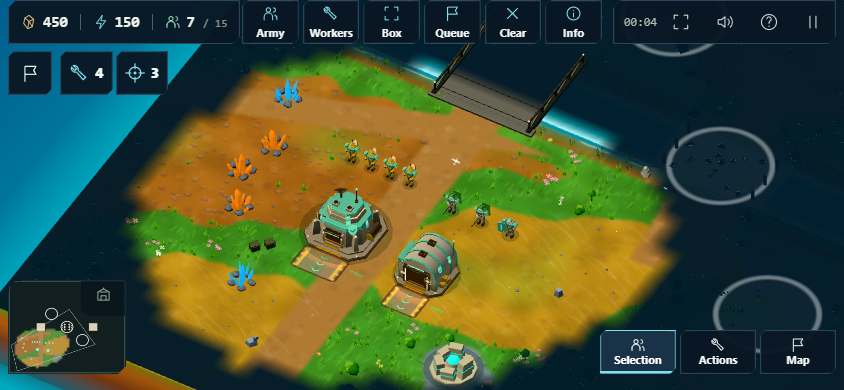 450 150 7 / 15
Army
Workers
Box
Queue
Clear
Info
00:04
4
3
Selection
Actions
Map